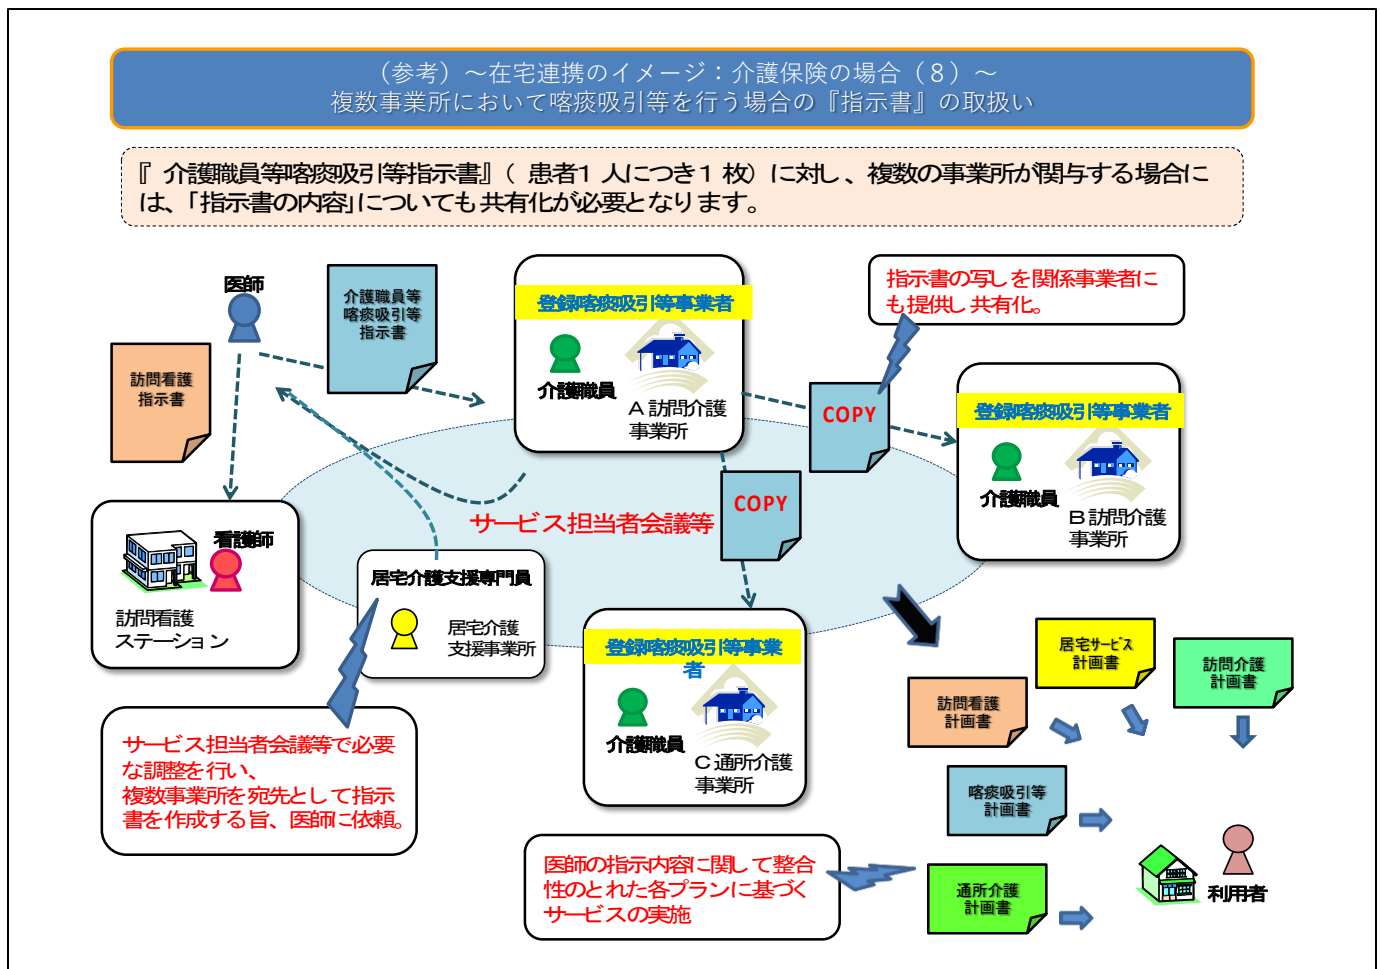 （参考）～在宅連携のイメージ：介護保険の場合（８）～
複数事業所において喀痰吸引等を行う場合の『指示書』の取扱い
『介護職員等喀痰吸引等指示書』（患者１人につき１枚）に対し、複数の事業所が関与する場合に
は、「指示書の内容」についても共有化が必要となります。
医師
介護職員等
喀痰吸引等
指示書
訪問看護
指示書
登録喀痰吸引等事業者
介護職員
Ａ訪問介護
事業所
指示書の写しを関係事業者に
も提供し共有化。
COPY
登録喀痰吸引等事業者
介護職員
Ｂ訪問介護
事業所
COPY
サービス担当者会議等
看護師
訪問看護
ステーション
居宅介護支援専門員
居宅介護
支援事業所
登録喀痰吸引等事業
者
介護職員
Ｃ通所介護
事業所
サービス担当者会議等で必要
な調整を行い、
複数事業所を宛先として指示
書を作成する旨、医師に依頼。
訪問看護
計画書
居宅サービス
計画書
訪問介護
計画書
喀痰吸引等
計画書
通所介護
計画書
医師の指示内容に関して整合
性のとれた各プランに基づく
サービスの実施
利用者